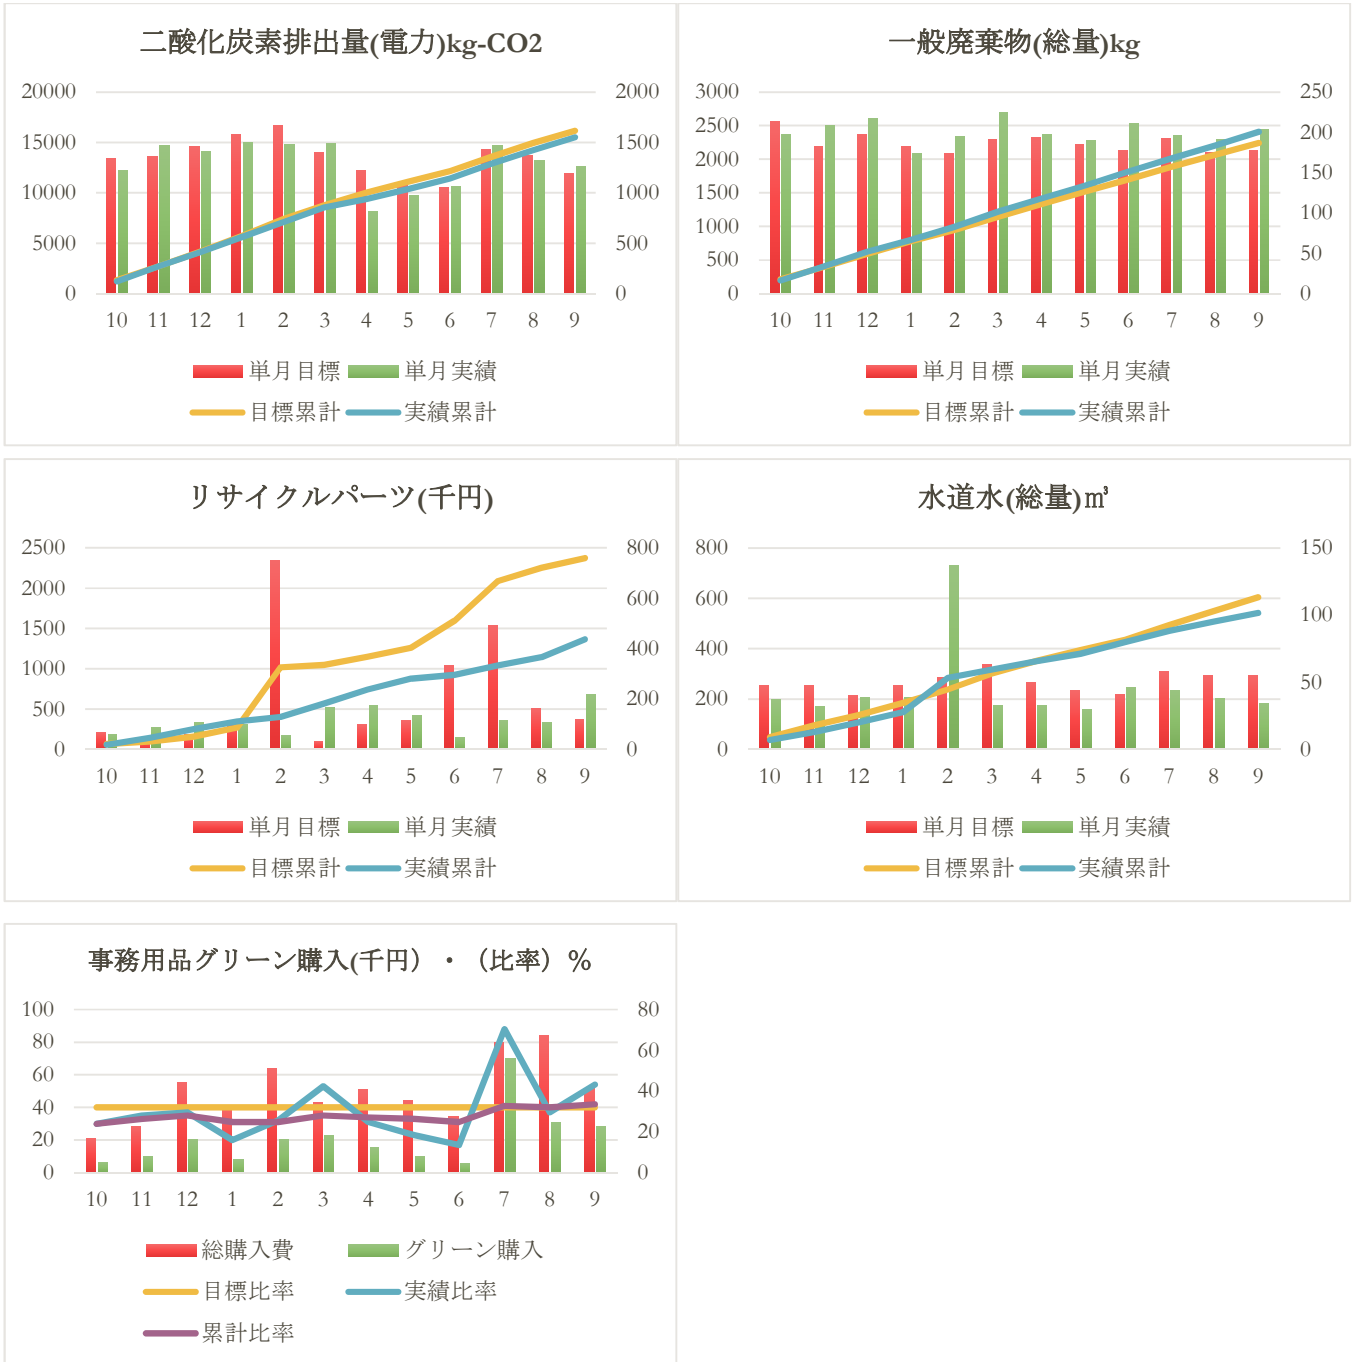 二酸化炭素排出量(電力)kg-CO2
20000 2000
15000 1500
10000 1000
5000 500
0 0
10 11 12 1 2 3 4 5 6 7 8 9
単月目標 単月実績
目標累計 実績累計
一般廃棄物(総量)kg
3000 250
2500 200
2000 150
1500 100
1000 50
500 0
0
10 11 12 1 2 3 4 5 6 7 8 9
単月目標 単月実績
目標累計 実績累計
リサイクルパーツ(千円)
2500 800
2000 600
1500 400
1000 200
500 0
0
10 11 12 1 2 3 4 5 6 7 8 9
単月目標 単月実績
目標累計 実績累計
水道水(総量)㎥
800 150
600 100
400 50
200 0
0
10 11 12 1 2 3 4 5 6 7 8 9
単月目標 単月実績
目標累計 実績累計
事務用品グリーン購入(千円）・（比率）％
100 80
80 60
60 40
40 20
20 0
0
10 11 12 1 2 3 4 5 6 7 8 9
総購入費 グリーン購入
目標比率 実績比率
累計比率